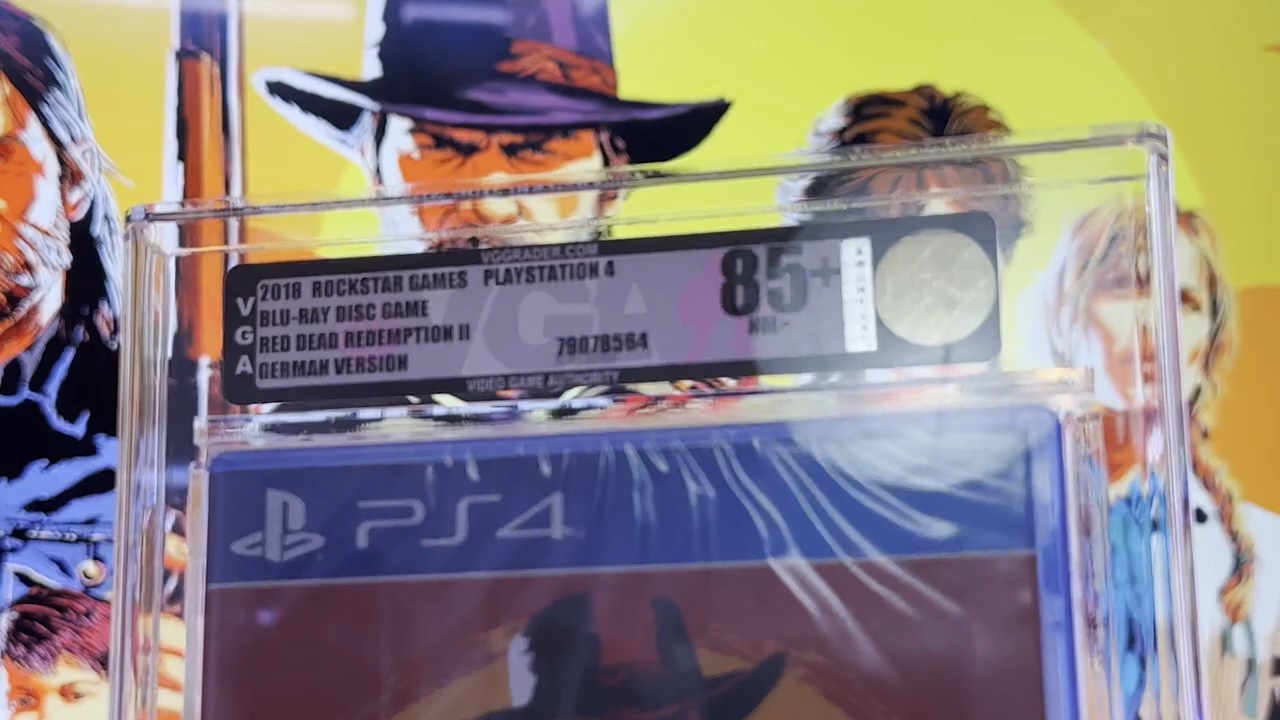 VGGRADER.COM
VGA
2018 ROCKSTAR GAMES PLAYSTATION 4
BLU-RAY DISC GAME
RED DEAD REDEMPTION II
GERMAN VERSION
79078564
85+
NM+
VIDEO GAME AUTHORITY
PS4